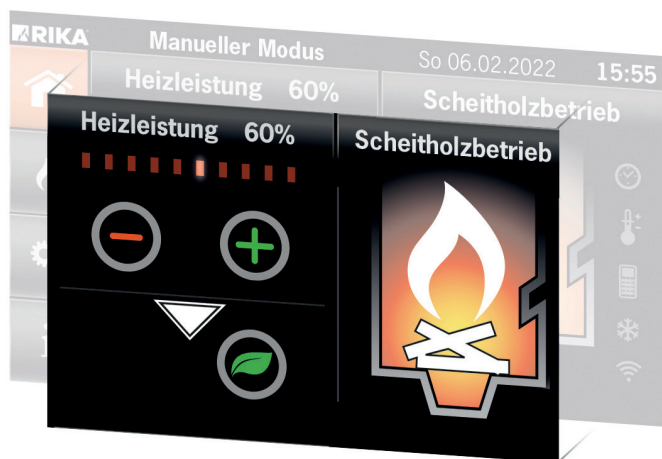 RIKA
Manueller Modus
So 06.02.2022
15:55
Heizleistung 60%
Scheitholzbetrieb
Heizleistung 60%
Scheitholzbetrieb